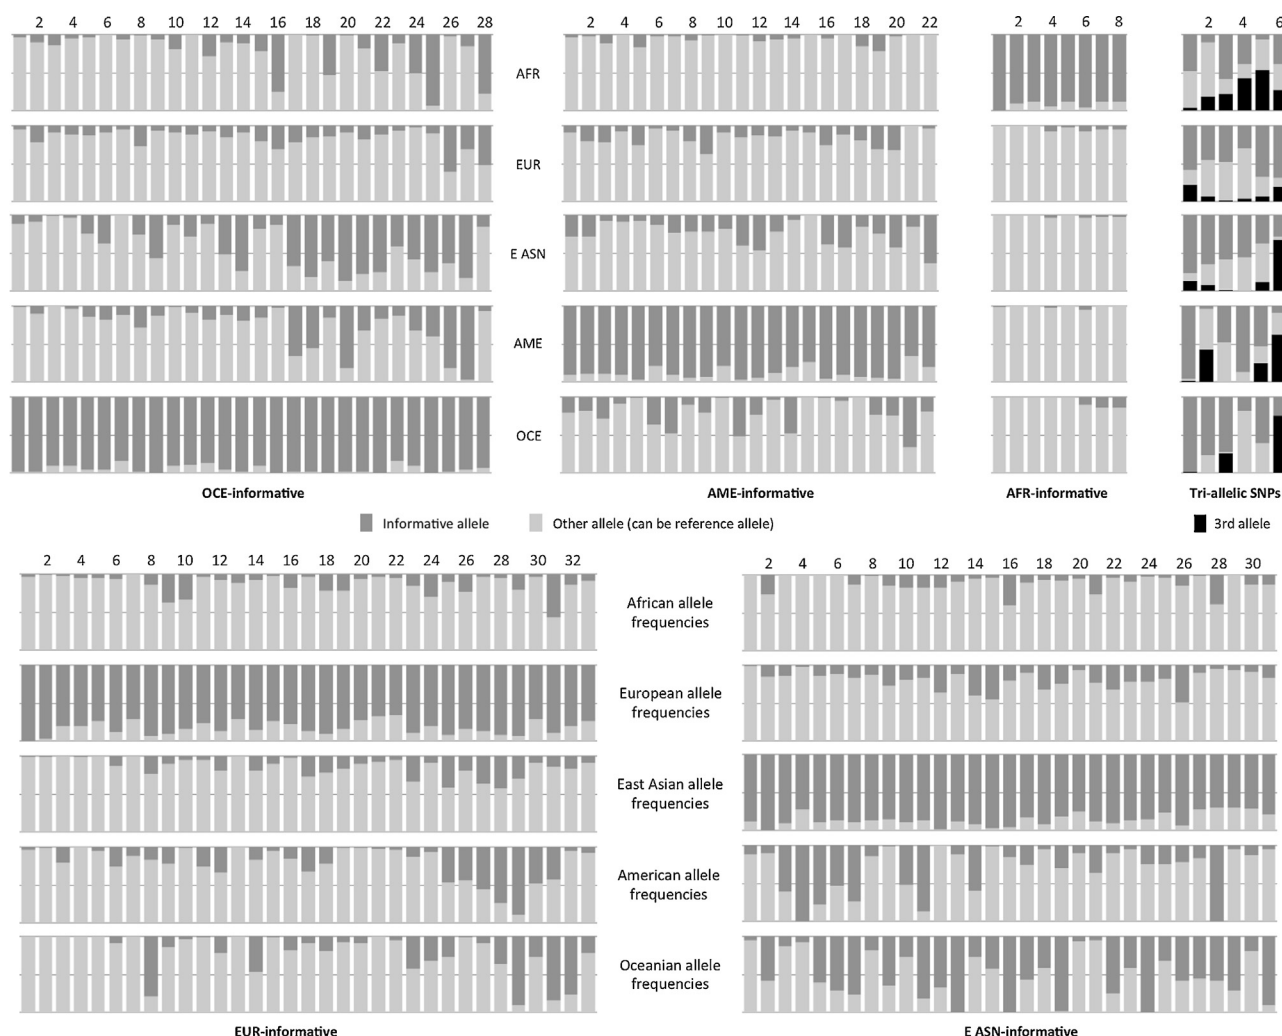 2 4 6 8 10 12 14 16 18 20 22 24 26 28
2 4 6 8 10 12 14 16 18 20 22
2 4 6 8
2 4 6
AFR
EUR
E ASN
AME
OCE
OCE-informative
AME-informative
AFR-informative
Tri-allelic SNPs
Informative allele
Other allele (can be reference allele)
3rd allele
2 4 6 8 10 12 14 16 18 20 22 24 26 28 30 32
2 4 6 8 10 12 14 16 18 20 22 24 26 28 30
African allele
frequencies
European allele
frequencies
East Asian allele
frequencies
American allele
frequencies
Oceanian allele
frequencies
EUR-informative
E ASN-informative